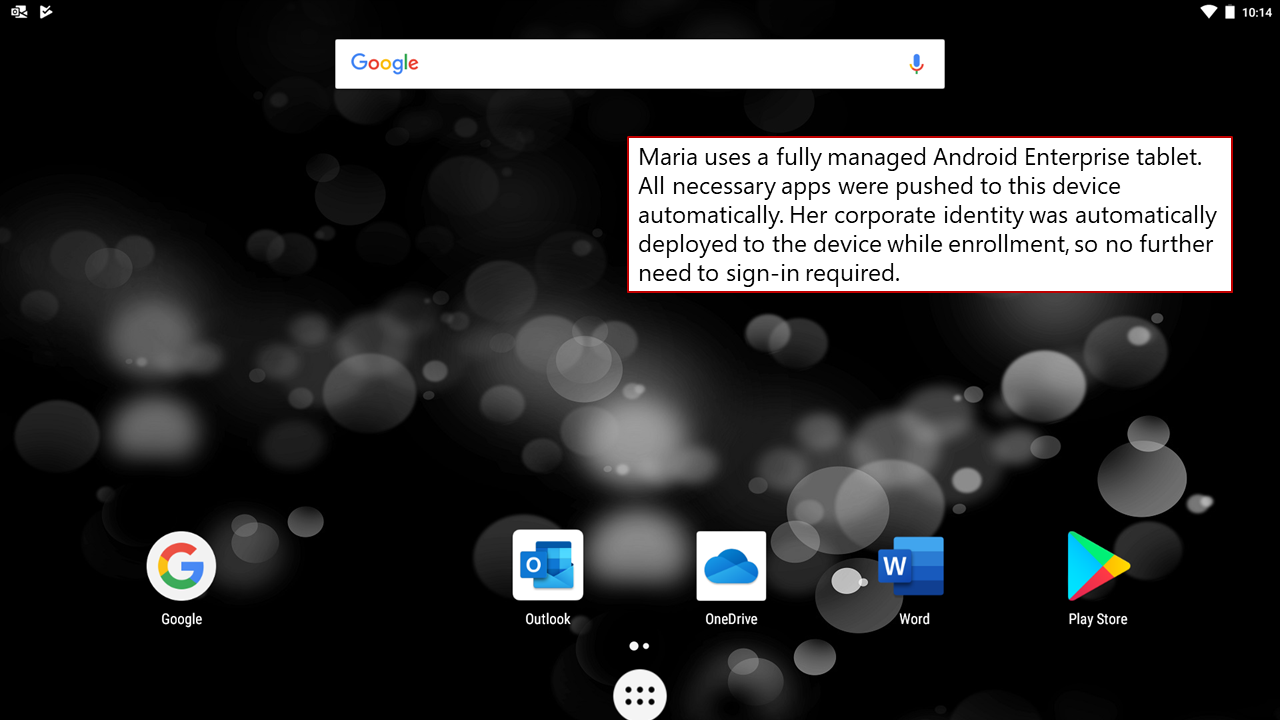 10:14
Google
Maria uses a fully managed Android Enterprise tablet.
All necessary apps were pushed to this device
automatically. Her corporate identity was automatically
deployed to the device while enrollment, so no further
need to sign-in required.
G
O
W
Google
Outlook
OneDrive
Word
Play Store